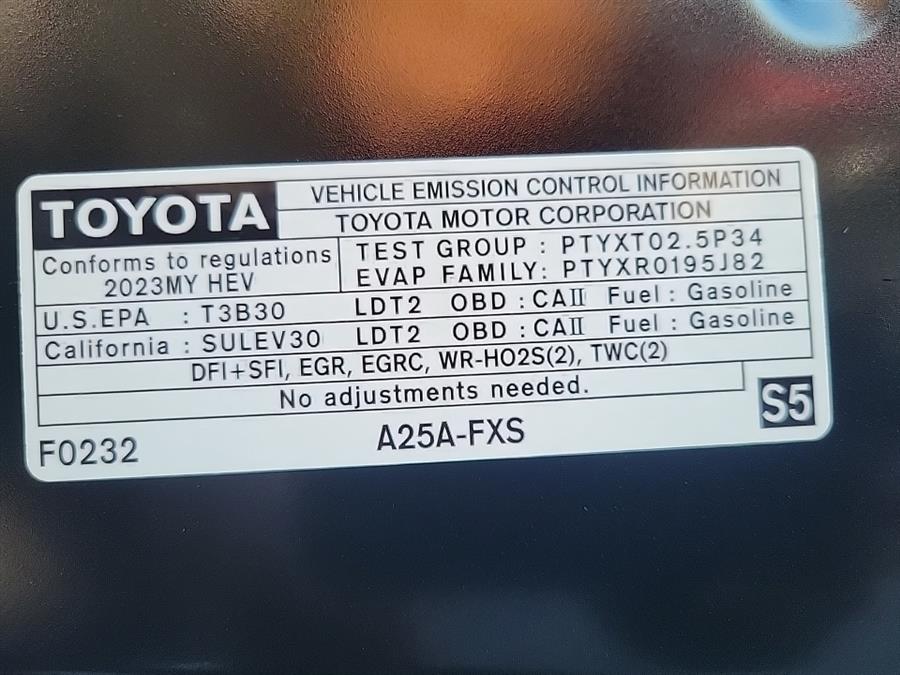 TOYOTA
VEHICLE EMISSION CONTROL INFORMATION
TOYOTA MOTOR CORPORATION
Conforms to regulations
2023MY HEV
TEST GROUP : PTYXT02.5P34
EVAP FAMILY: PTYXR0195J82
U.S.EPA : T3B30 LDT2 OBD : CAII Fuel : Gasoline
California : SULEV30 LDT2 OBD : CAII Fuel : Gasoline
DFI+SFI, EGR, EGRC, WR-HO2S(2), TWC(2)
No adjustments needed.
F0232 A25A-FXS S5